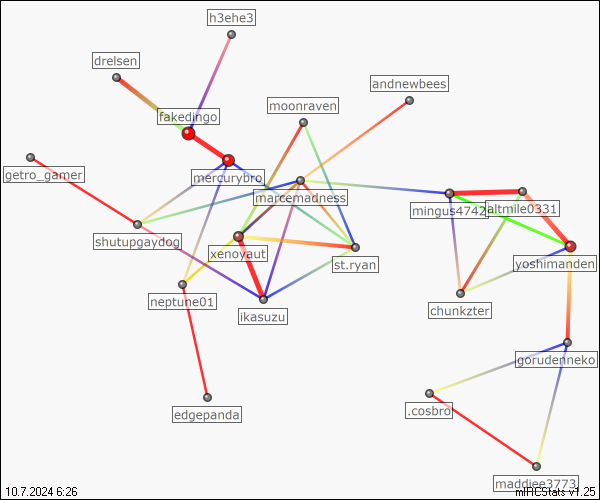 h3ehe3
drelsen
andnewbees
moonraven
fakedingo
getro_gamer
mercurybro
marcemadness
mingus4742
altmile0331
shutupgaydog
xenoyaut
st.ryan
yoshimanden
neptune01
ikasuzu
chunkzter
gorudenneko
edgepanda
.cosbro
maddiee3773
10.7.2024 6:26
mIRCStats v1.25